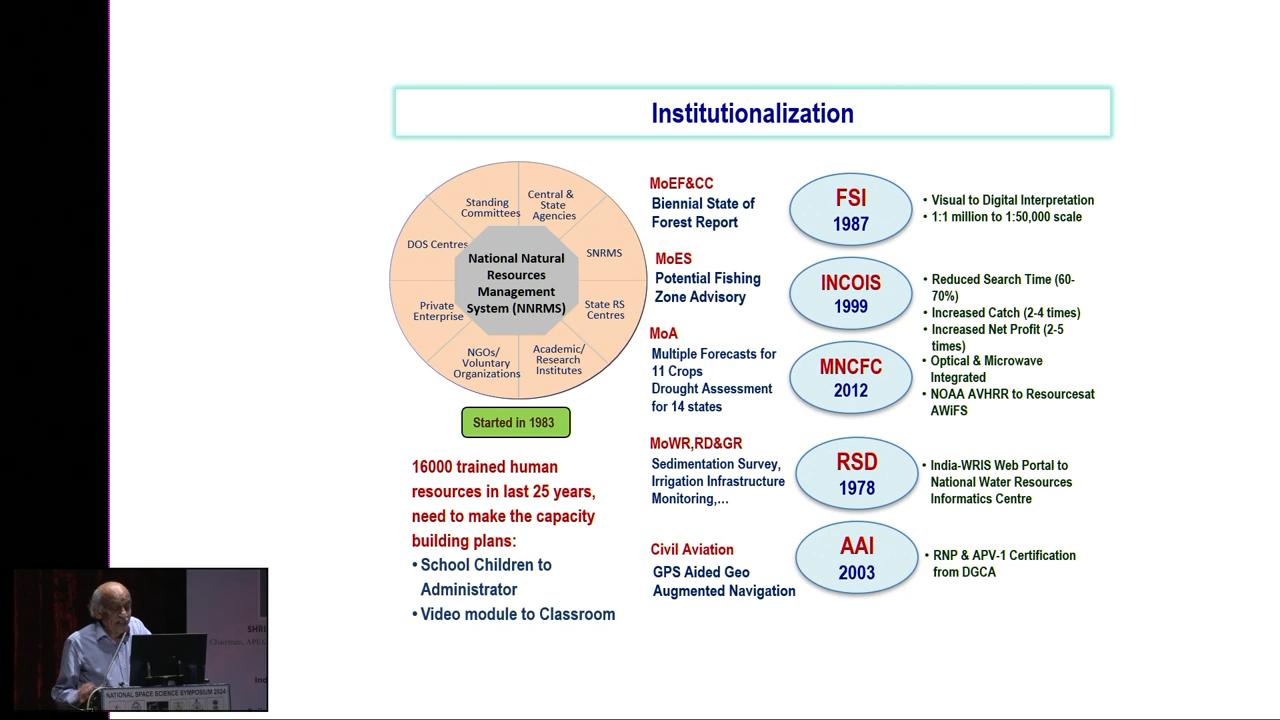 Institutionalization
Standing
Committees
Central &
State
Agencies
DOS Centres
SNRMS
National Natural
Resources
Management
System (NNRMS)
Private
Enterprise
State RS
Centres
NGOs/
Voluntary
Organizations
Academic/
Research
Institutes
Started in 1983
16000 trained human
resources in last 25 years,
need to make the capacity
building plans:
• School Children to
Administrator
• Video module to Classroom
MoEF&CC
Biennial State of
Forest Report
FSI
1987
• Visual to Digital Interpretation
• 1:1 million to 1:50,000 scale
MoES
Potential Fishing
Zone Advisory
INCOIS
1999
• Reduced Search Time (60-
70%)
• Increased Catch (2-4 times)
• Increased Net Profit (2-5
times)
MoA
Multiple Forecasts for
11 Crops
Drought Assessment
for 14 states
MNCFC
2012
• Optical & Microwave
Integrated
• NOAA AVHRR to Resourcesat
AWiFS
MoWR,RD&GR
Sedimentation Survey,
Irrigation Infrastructure
Monitoring,...
RSD
1978
• India-WRIS Web Portal to
National Water Resources
Informatics Centre
Civil Aviation
GPS Aided Geo
Augmented Navigation
AAI
2003
• RNP & APV-1 Certification
from DGCA
SHRI
Chairman, APEX
NATIONAL SPACE SCIENCE SYMPOSIUM 2024